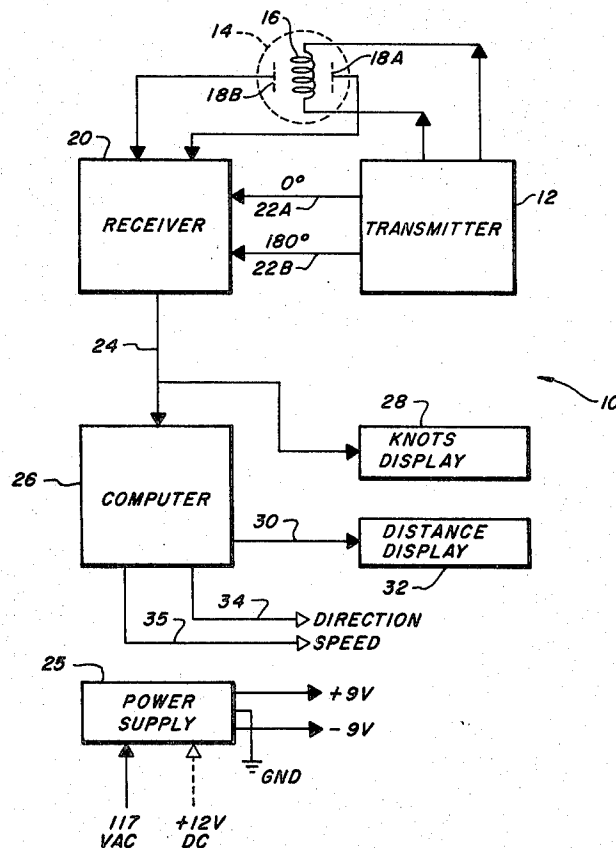 14
16
18A
18B
20
RECEIVER
0°
22A
180°
22B
TRANSMITTER
12
24
10
28
KNOTS
DISPLAY
26
COMPUTER
30
DISTANCE
DISPLAY
32
34
DIRECTION
35
SPEED
25
POWER
SUPPLY
+9V
-9V
GND
117
VAC
+12V
DC